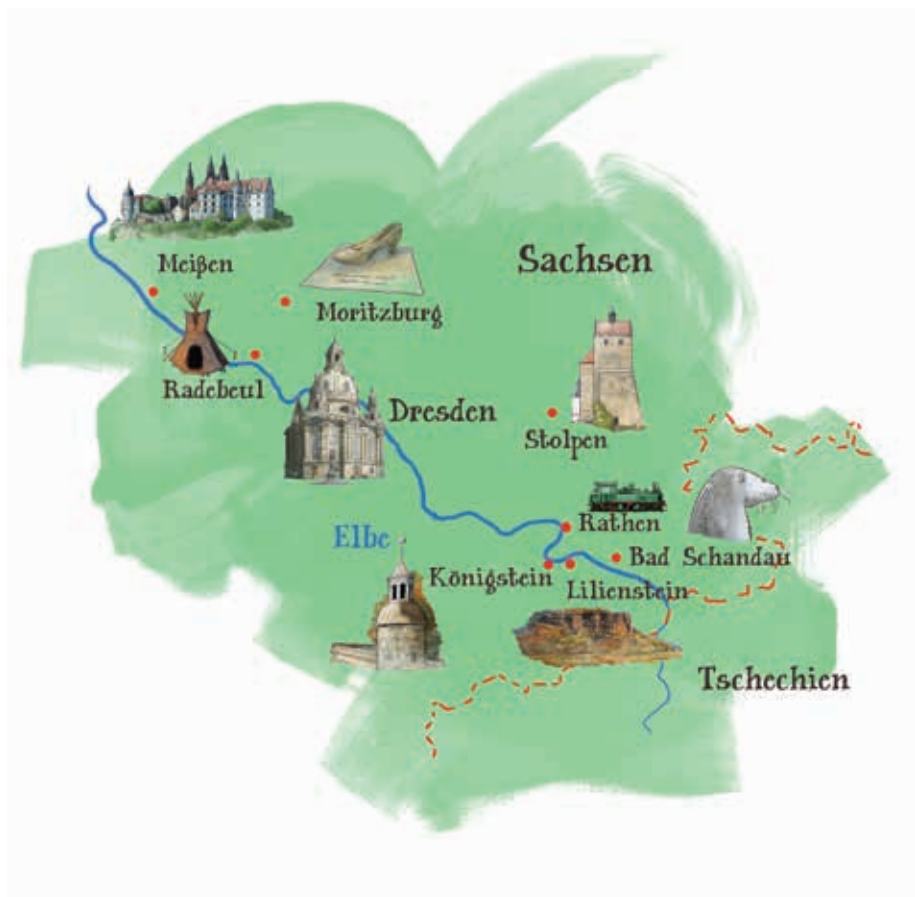 Sachsen
Meißen
Moritzburg
Radebeul
Dresden
Stolpen
Rathen
Elbe
Bad Schandau
Königstein
Lilienstein
Tschechien